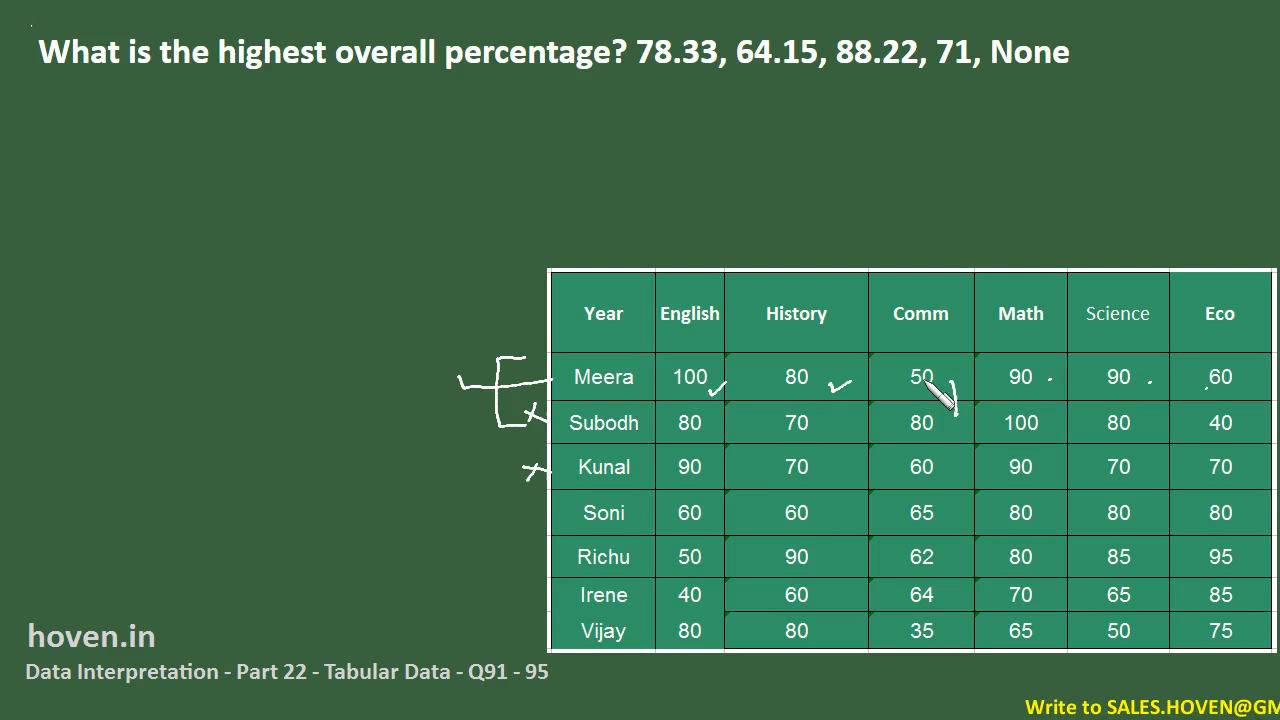 What is the highest overall percentage? 78.33, 64.15, 88.22, 71, None
Year English History Comm Math Science Eco
Meera 100 80 50 90 90 60
Subodh 80 70 80 100 80 40
Kunal 90 70 60 90 70 70
Soni 60 60 65 80 80 80
Richu 50 90 62 80 85 95
Irene 40 60 64 70 65 85
Vijay 80 80 35 65 50 75
hoven.in
Data Interpretation - Part 22 - Tabular Data - Q91 - 95
Write to SALES.HOVEN@GM